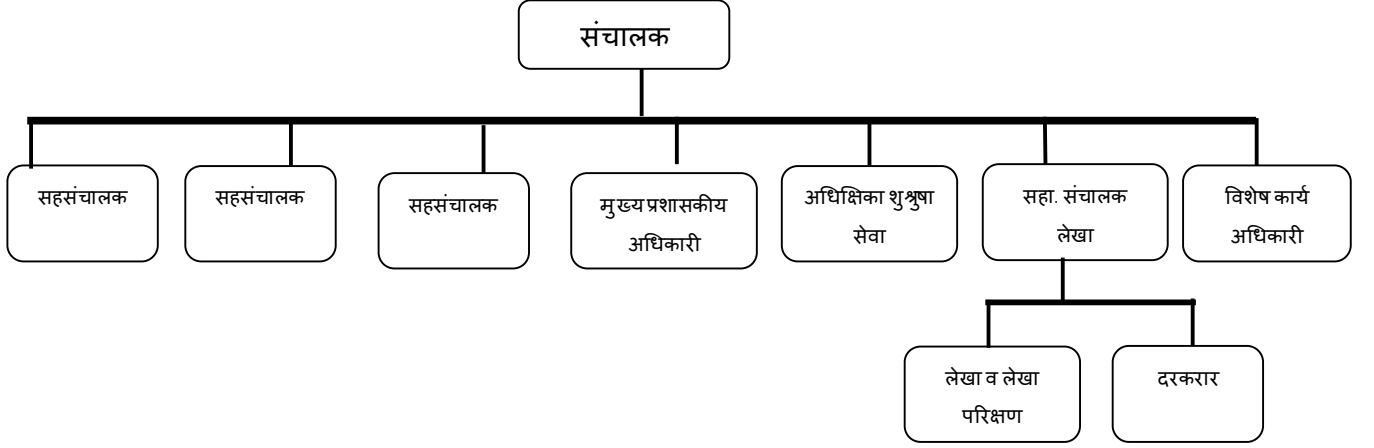 संचालक
सहसंचालक
सहसंचालक
सहसंचालक
मुख्य प्रशासकीय
अधिकारी
अधिक्षिका शुश्रुषा
सेवा
सहा. संचालक
लेखा
विशेष कार्य
अधिकारी
लेखा व लेखा
परिक्षण
दरकरार